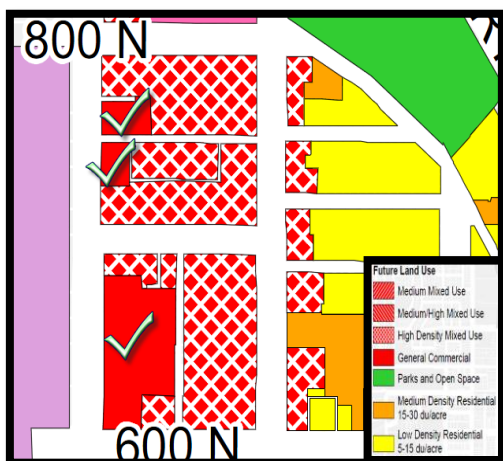 800 N
600 N
Future Land Use
Medium Mixed Use
Medium/High Mixed Use
High Density Mixed Use
General Commercial
Parks and Open Space
Medium Density Residential
15-30 du/acre
Low Density Residential
5-15 du/acre